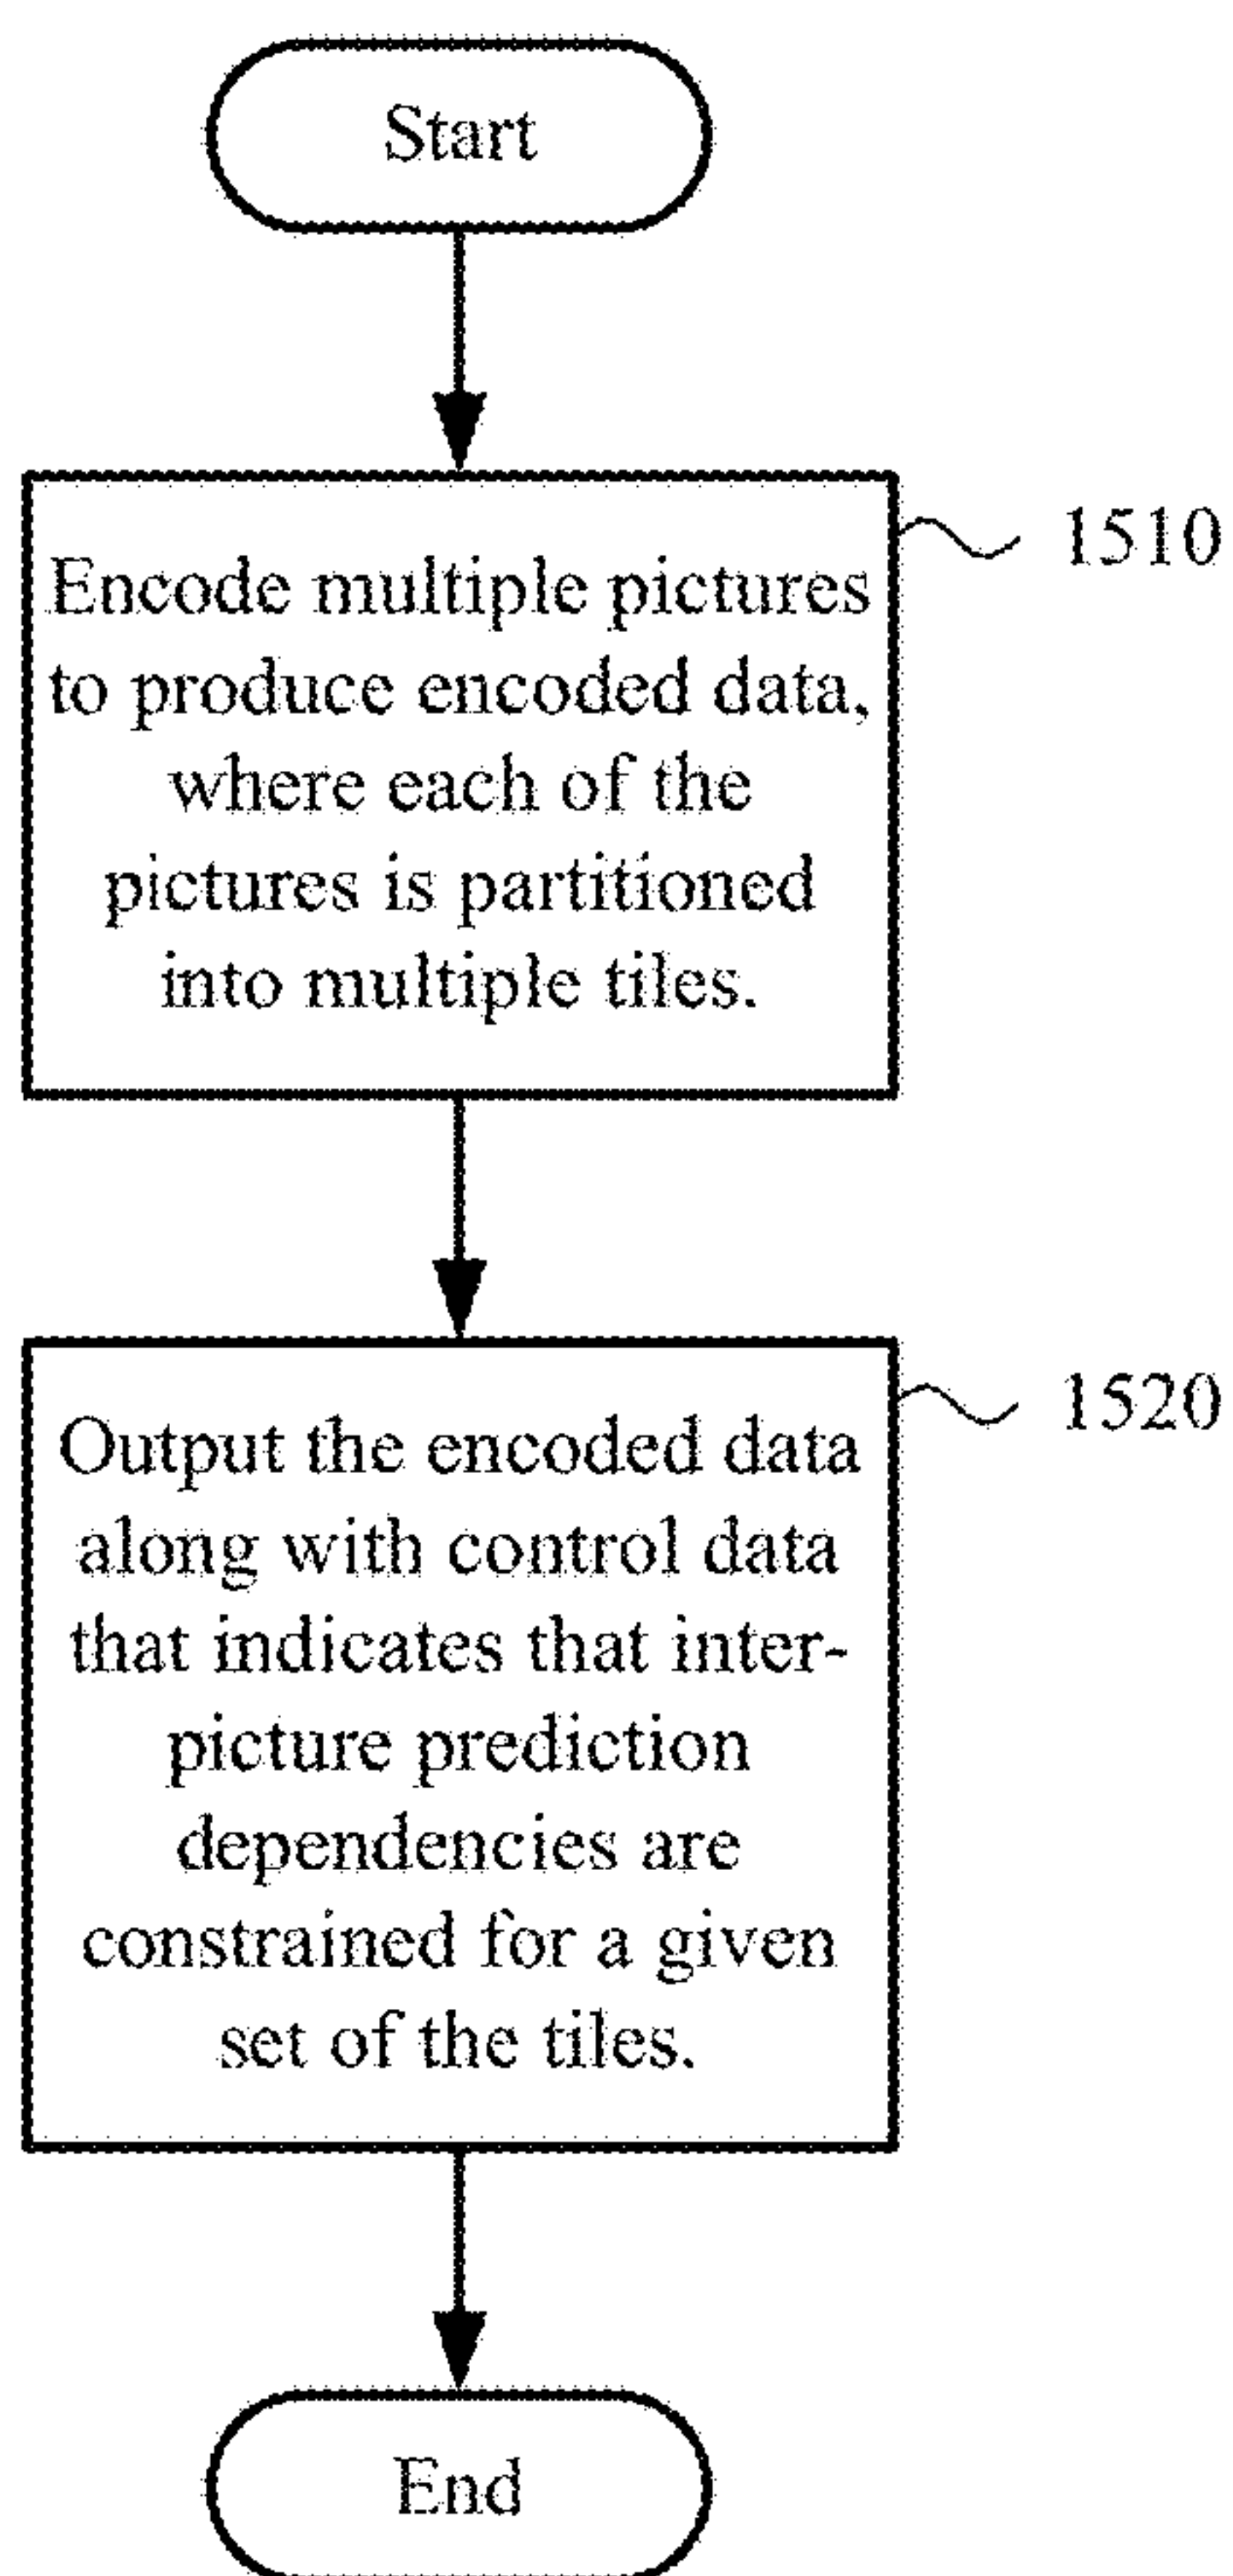 Start
1510
Encode multiple pictures
to produce encoded data,
where each of the
pictures is partitioned
into multiple tiles.
1520
Output the encoded data
along with control data
that indicates that inter-
picture prediction
dependencies are
constrained for a given
set of the tiles.
End